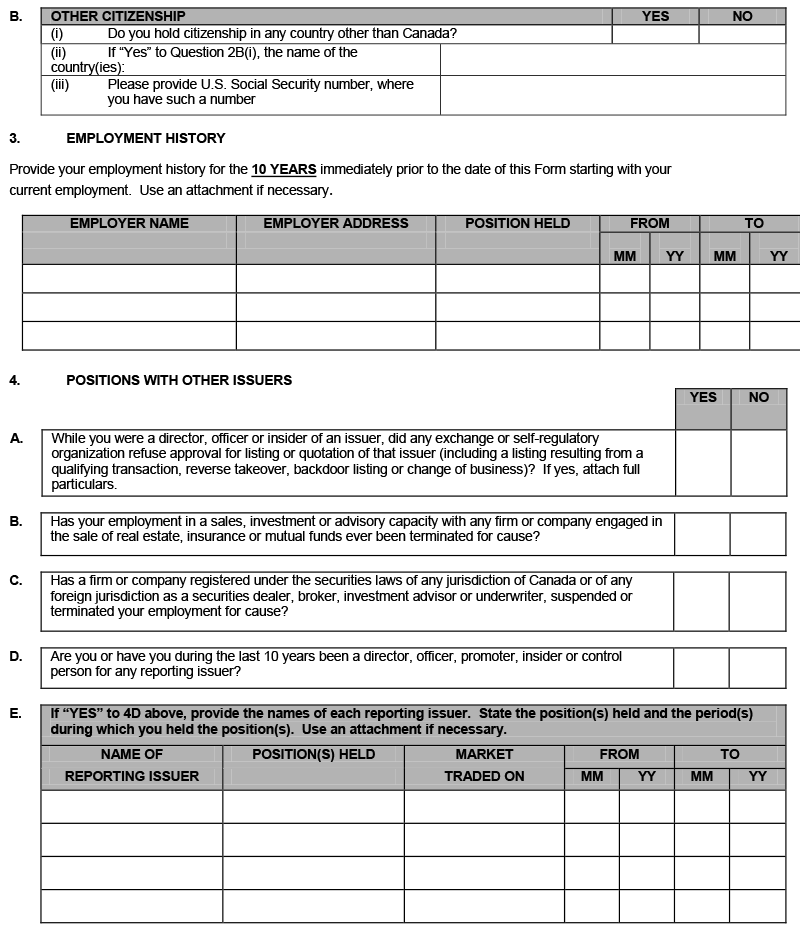 B. OTHER CITIZENSHIP YES NO
(i) Do you hold citizenship in any country other than Canada?
(ii) If “Yes” to Question 2B(i), the name of the
country(ies):
(iii) Please provide U.S. Social Security number, where
you have such a number
3. EMPLOYMENT HISTORY
Provide your employment history for the 10 YEARS immediately prior to the date of this Form starting with your
current employment. Use an attachment if necessary.
EMPLOYER NAME EMPLOYER ADDRESS POSITION HELD FROM TO
MM YY MM YY
4. POSITIONS WITH OTHER ISSUERS
YES NO
A. While you were a director, officer or insider of an issuer, did any exchange or self-regulatory
organization refuse approval for listing or quotation of that issuer (including a listing resulting from a
qualifying transaction, reverse takeover, backdoor listing or change of business)? If yes, attach full
particulars.
B. Has your employment in a sales, investment or advisory capacity with any firm or company engaged in
the sale of real estate, insurance or mutual funds ever been terminated for cause?
C. Has a firm or company registered under the securities laws of any jurisdiction of Canada or of any
foreign jurisdiction as a securities dealer, broker, investment advisor or underwriter, suspended or
terminated your employment for cause?
D. Are you or have you during the last 10 years been a director, officer, promoter, insider or control
person for any reporting issuer?
E. If “YES” to 4D above, provide the names of each reporting issuer. State the position(s) held and the period(s)
during which you held the position(s). Use an attachment if necessary.
NAME OF POSITION(S) HELD MARKET FROM TO
REPORTING ISSUER TRADED ON MM YY MM YY